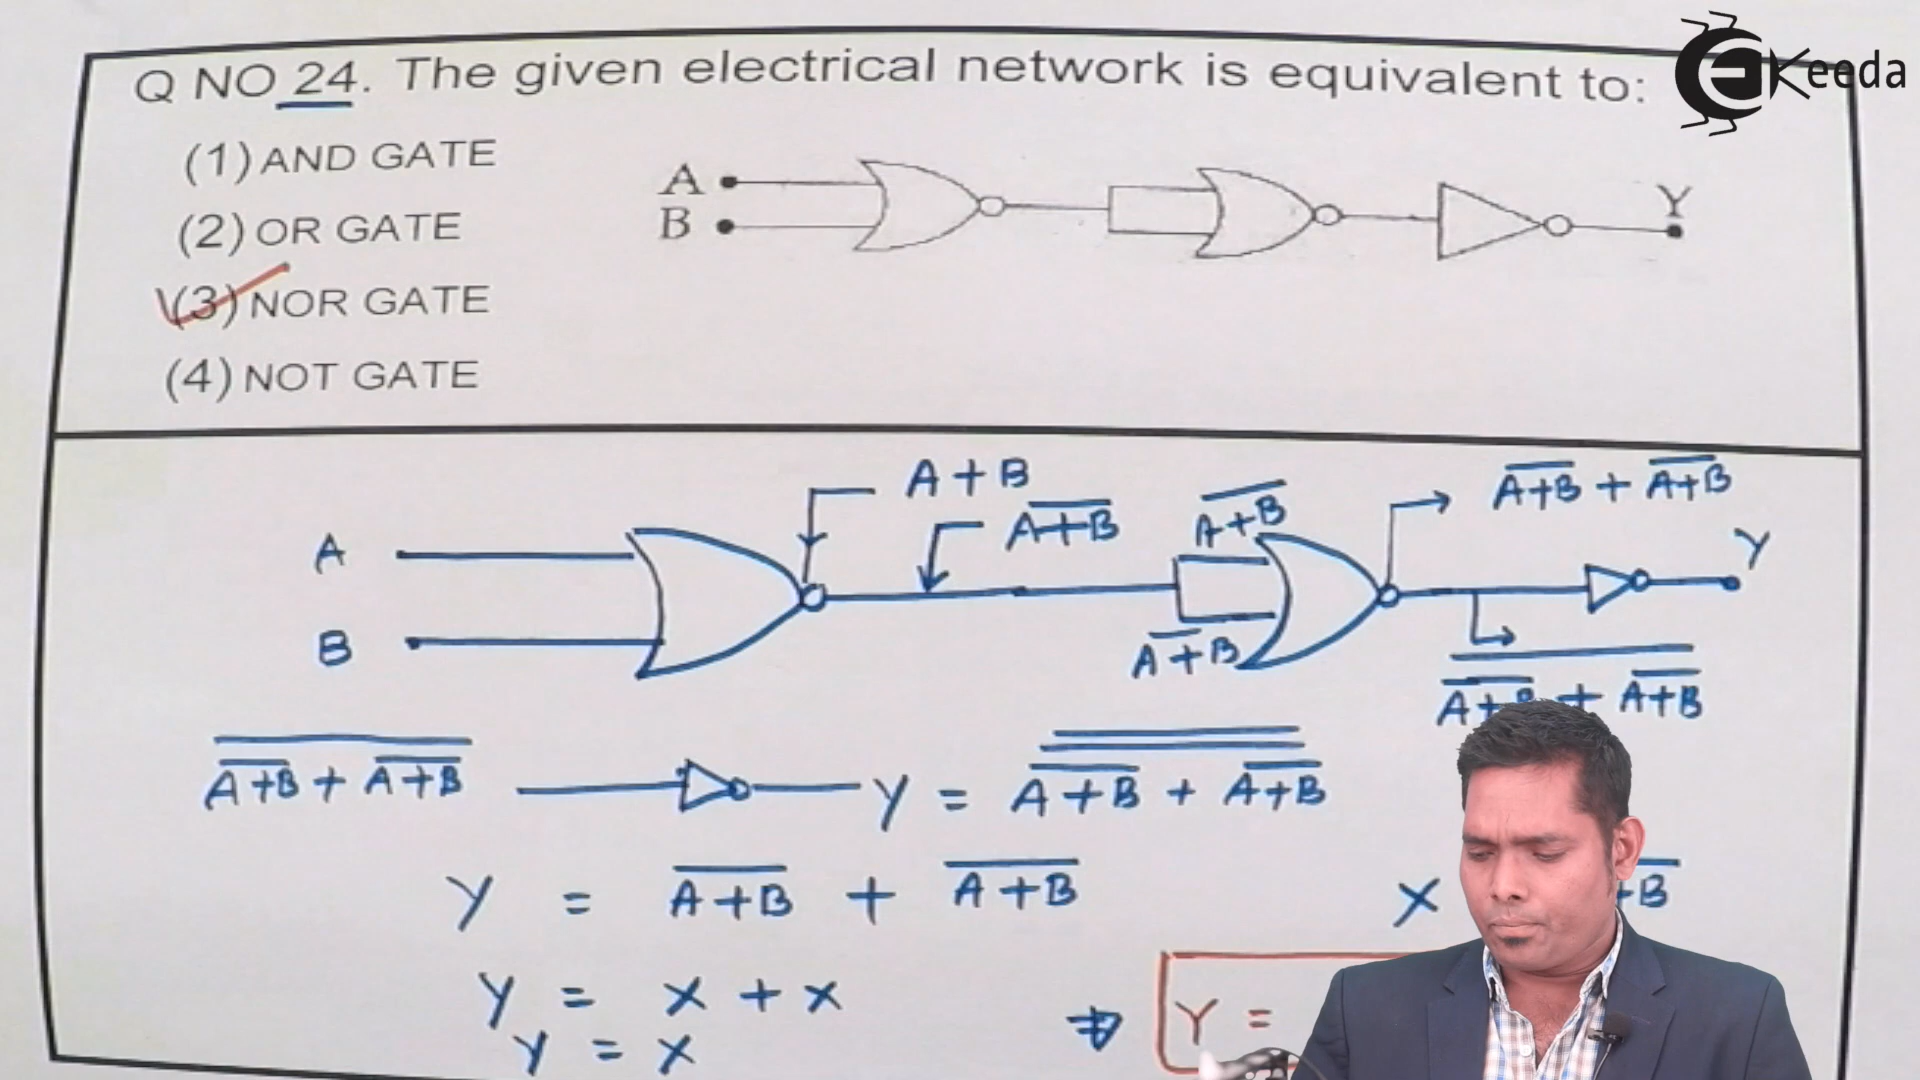 Q NO 24. The given electrical network is equivalent to:
Keeda
(1) AND GATE
(2) OR GATE
(3) NOR GATE
(4) NOT GATE
A
B
Y
A + B
A̅+̅B̅
A̅+̅B̅
A̅+̅B̅ + A̅+̅B̅
A
Y
B
A̅+̅B̅
A̅+̅B̅ + A̅+̅B̅
A̅+̅B̅ + A̅+̅B̅
Y = A̅+̅B̅ + A̅+̅B̅
Y = A̅+̅B̅ + A̅+̅B̅
X +B̅
Y = X + X
Y = X
⇒ Y =